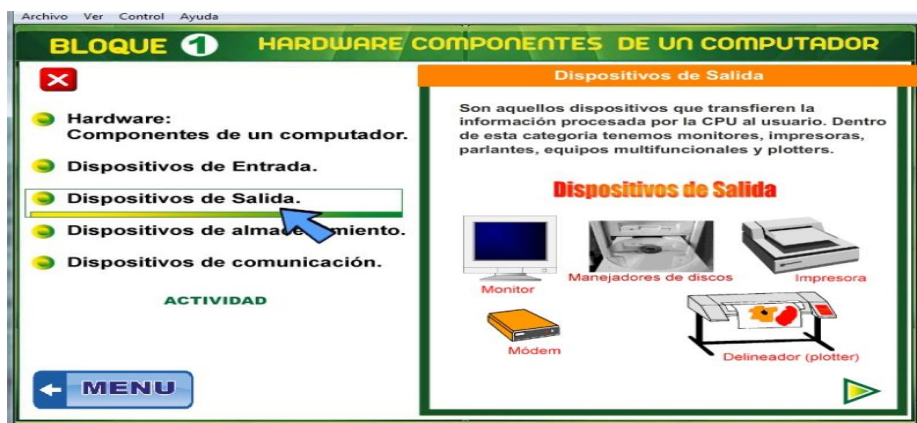 Archivo Ver Control Ayuda
BLOQUE 1 HARDWARE COMPONENTES DE UN COMPUTADOR
Hardware:
Componentes de un computador.
Dispositivos de Entrada.
Dispositivos de Salida.
Dispositivos de almacenamiento.
Dispositivos de comunicación.
ACTIVIDAD
MENU
Dispositivos de Salida
Son aquellos dispositivos que transfieren la
información procesada por la CPU al usuario. Dentro
de esta categoria tenemos monitores, impresoras,
parlantes, equipos multifuncionales y plotters.
Dispositivos de Salida
Monitor
Manejadores de discos
Impresora
Módem
Delineador (plotter)